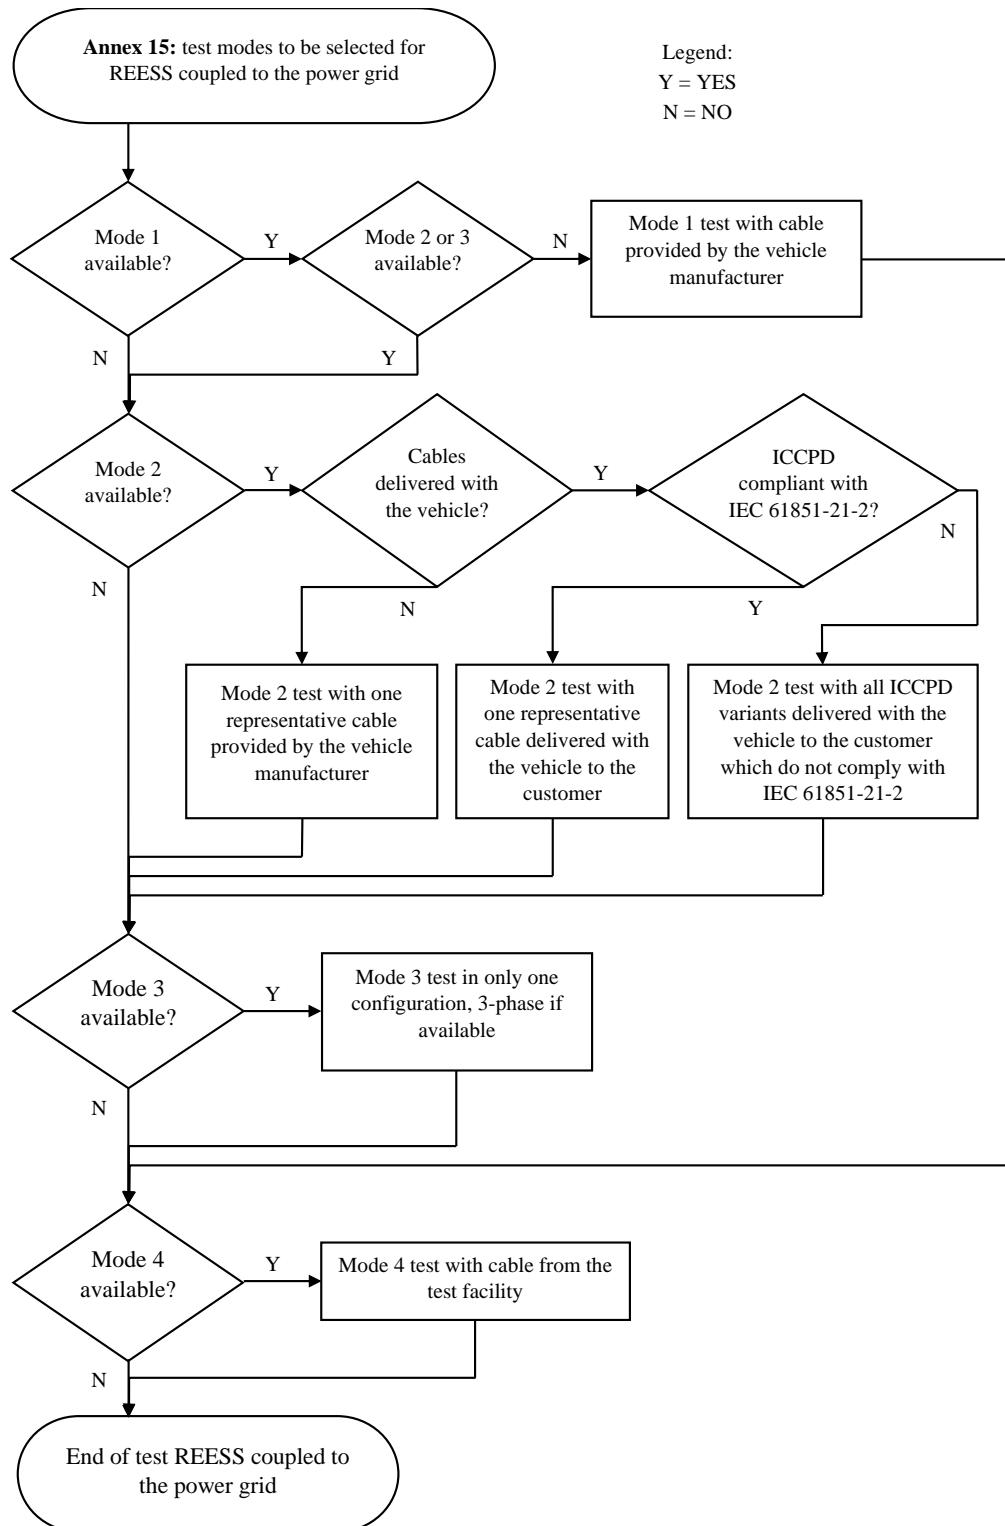 Annex 15: test modes to be selected for
REESS coupled to the power grid
Legend:
Y = YES
N = NO
Mode 1
available?
Y
Mode 2 or 3
available?
N
Mode 1 test with cable
provided by the vehicle
manufacturer
N
Y
Mode 2
available?
Y
Cables
delivered with
the vehicle?
Y
ICCPD
compliant with
IEC 61851-21-2?
N
N
N
Y
Mode 2 test with one
representative cable
provided by the vehicle
manufacturer
Mode 2 test with
one representative
cable delivered with
the vehicle to the
customer
Mode 2 test with all ICCPD
variants delivered with the
vehicle to the customer
which do not comply with
IEC 61851-21-2
Mode 3
available?
Y
Mode 3 test in only one
configuration, 3-phase if
available
N
Mode 4
available?
Y
Mode 4 test with cable from the
test facility
N
End of test REESS coupled to
the power grid